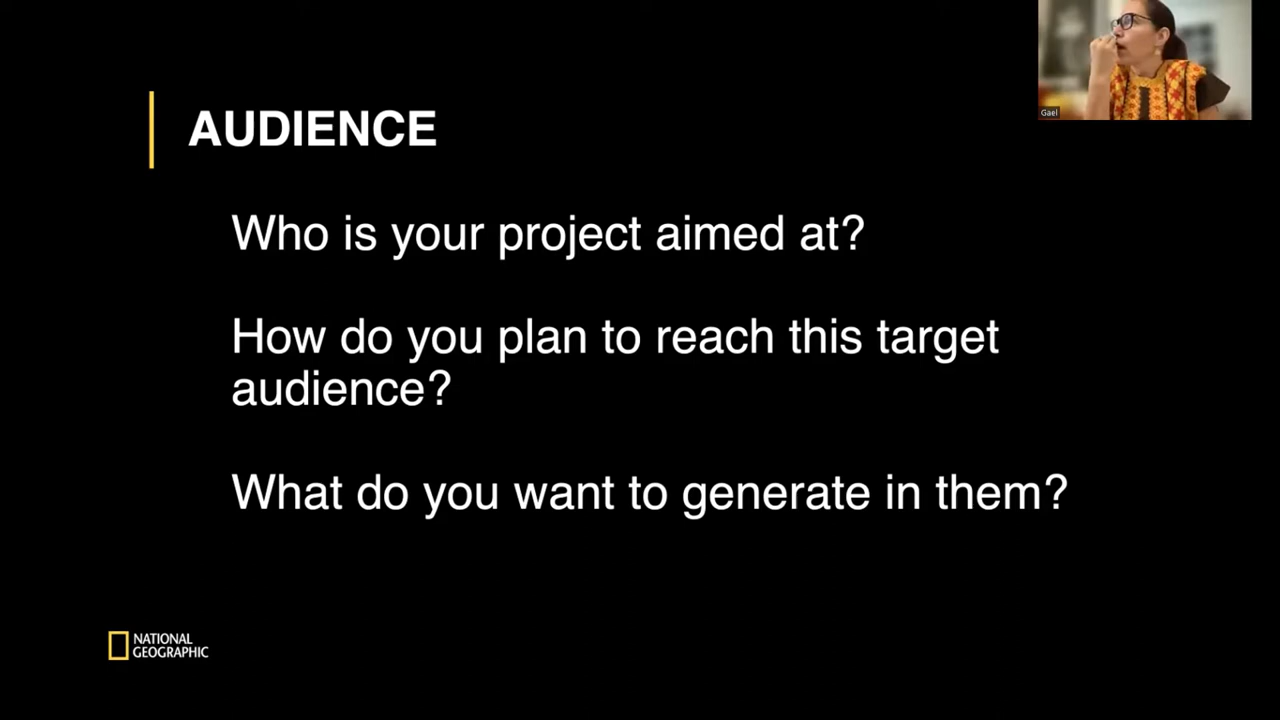 Gael
AUDIENCE
Who is your project aimed at?
How do you plan to reach this target
audience?
What do you want to generate in them?
NATIONAL
GEOGRAPHIC